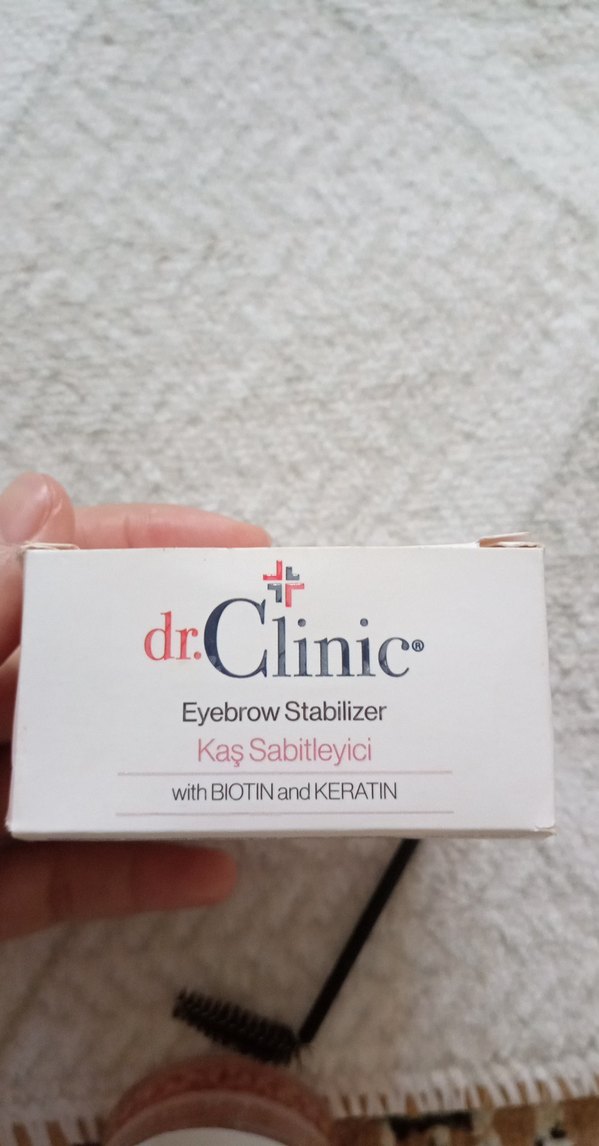 dr.Clinic®
Eyebrow Stabilizer
Kaş Sabitleyici
with BIOTIN and KERATIN